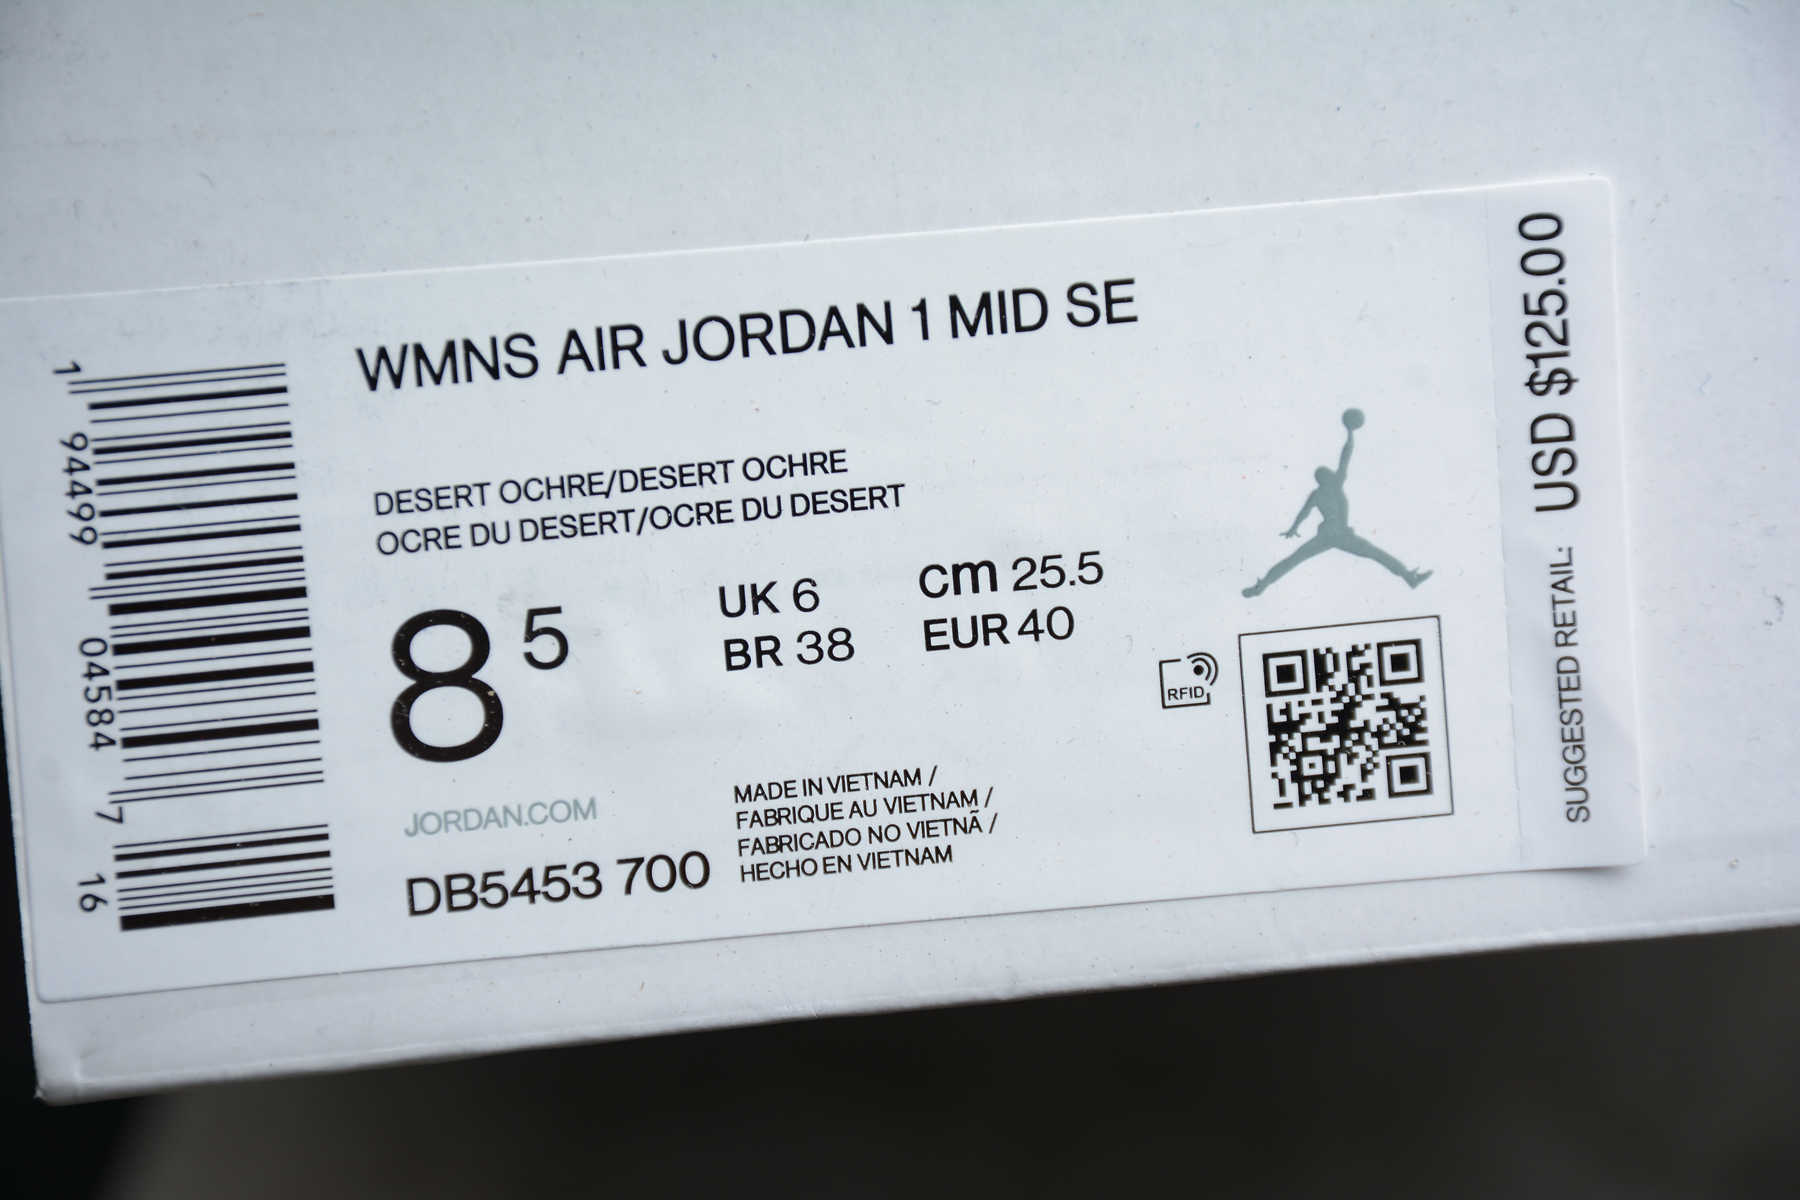 WMNS AIR JORDAN 1 MID SE
DESERT OCHRE/DESERT OCHRE
OCRE DU DESERT/OCRE DU DESERT
8 5
UK 6
BR 38
cm 25.5
EUR 40
JORDAN.COM
DB5453 700
MADE IN VIETNAM /
FABRIQUE AU VIETNAM /
FABRICADO NO VIETNÃ /
HECHO EN VIETNAM
RFID
SUGGESTED RETAIL: USD $125.00
1 94499 04584 7 16